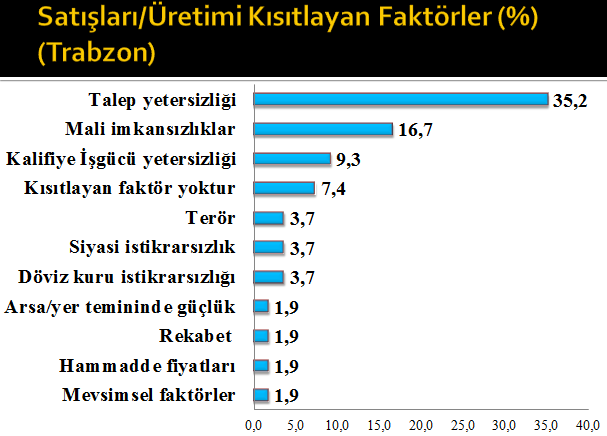 Satışları/Üretimi Kısıtlayan Faktörler (%)
(Trabzon)
Talep yetersizliği 35,2
Mali imkansızlıklar 16,7
Kalifiye İşgücü yetersizliği 9,3
Kısıtlayan faktör yoktur 7,4
Terör 3,7
Siyasi istikrarsızlık 3,7
Döviz kuru istikrarsızlığı 3,7
Arsa/yer temininde güçlük 1,9
Rekabet 1,9
Hammadde fiyatları 1,9
Mevsimsel faktörler 1,9
0,0 5,0 10,0 15,0 20,0 25,0 30,0 35,0 40,0